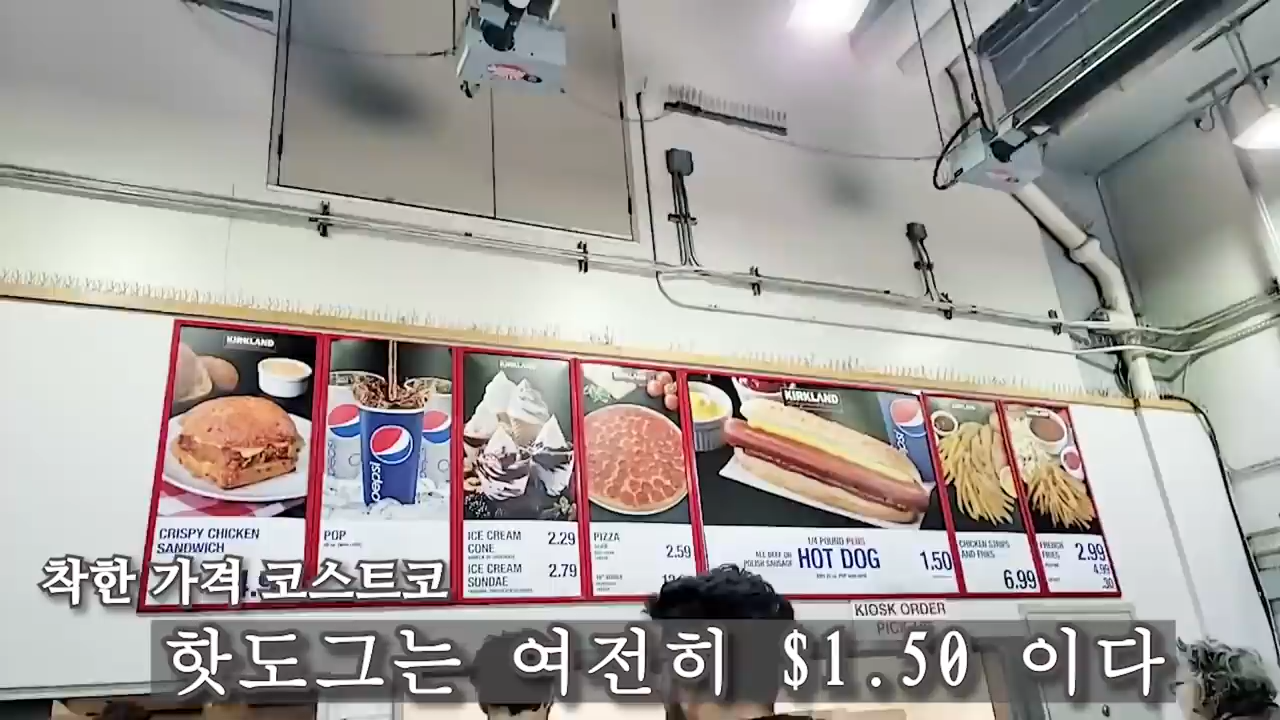 KIRKLAND
CRISPY CHICKEN
SANDWICH
pepsi
POP
KIRKLAND
ICE CREAM
CONE 2.29
ICE CREAM
SUNDAE 2.79
PIZZA
2.59
KIRKLAND
1/4 POUND PLUS
ALL BEEF OR
POLISH SAUSAGE
HOT DOG 1.50
CHICKEN STRIPS
AND FRIES
6.99
FRENCH
FRIES 2.99
4.99
KIOSK ORDER
착한 가격 코스트코
핫도그는 여전히 $1.50 이다